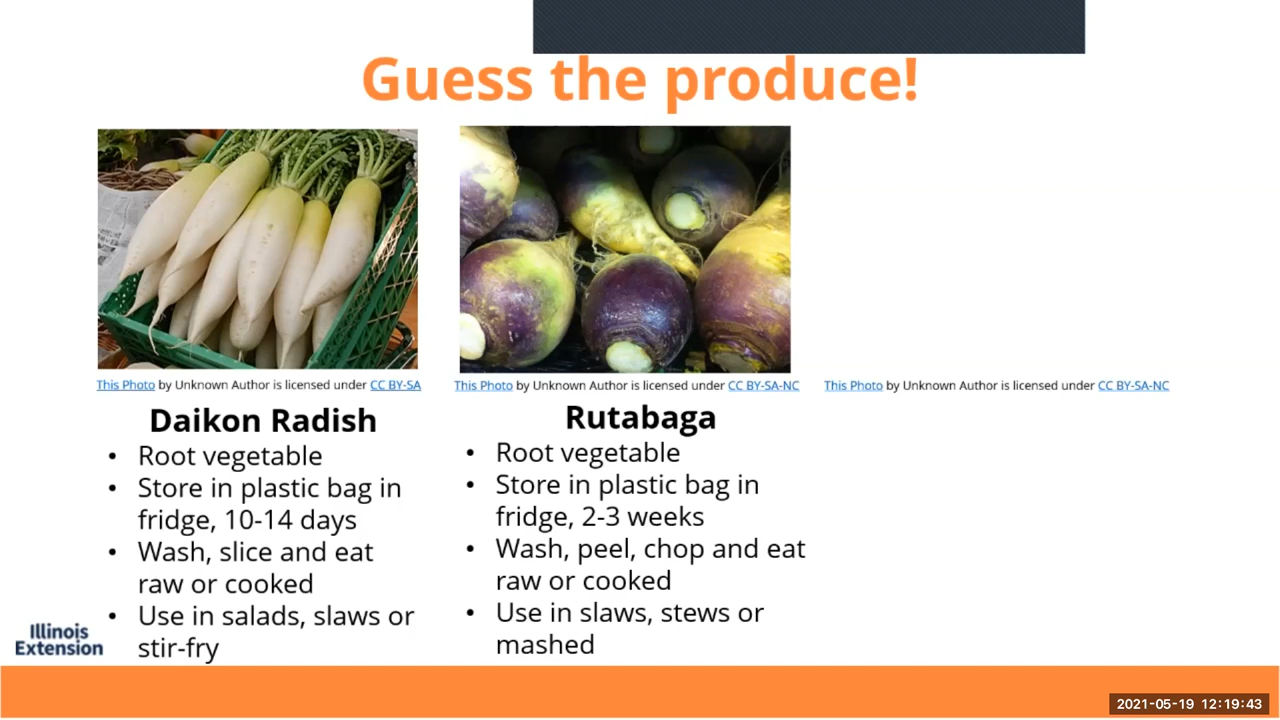 Guess the produce!
This Photo by Unknown Author is licensed under CC BY-SA
This Photo by Unknown Author is licensed under CC BY-SA-NC
This Photo by Unknown Author is licensed under CC BY-SA-NC
Daikon Radish
• Root vegetable
• Store in plastic bag in
fridge, 10-14 days
• Wash, slice and eat
raw or cooked
• Use in salads, slaws or
stir-fry
Rutabaga
• Root vegetable
• Store in plastic bag in
fridge, 2-3 weeks
• Wash, peel, chop and eat
raw or cooked
• Use in slaws, stews or
mashed
Illinois
Extension
2021-05-19 12:19:43